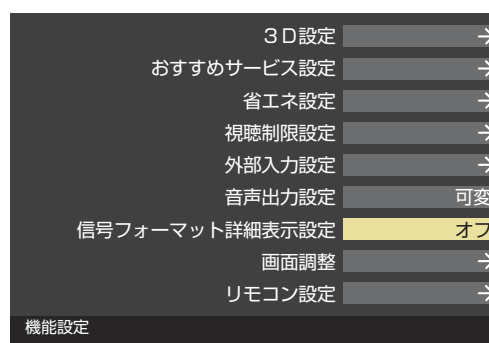 ３Ｄ設定 →
おすすめサービス設定 →
省エネ設定 →
視聴制限設定 →
外部入力設定 →
音声出力設定 可変
信号フォーマット詳細表示設定 オフ
画面調整 →
リモコン設定 →
機能設定